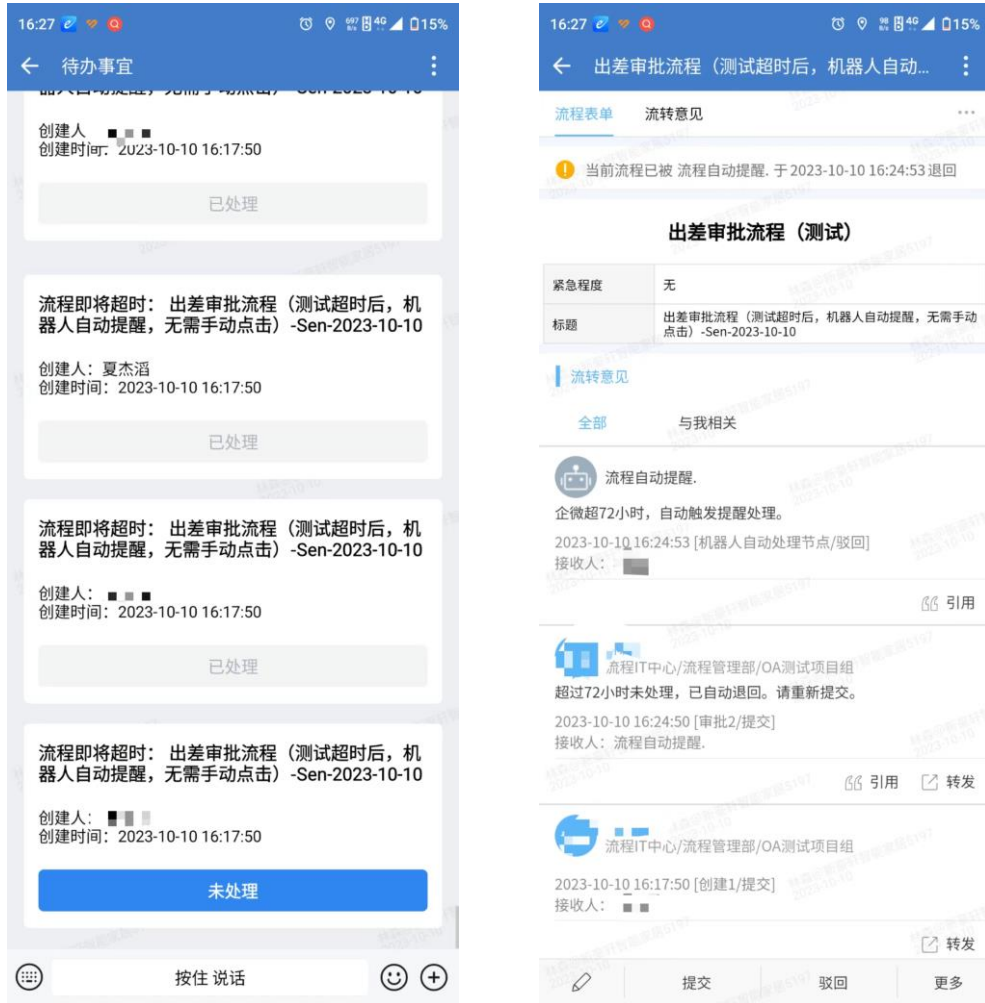 16:27
697 B/s 4G 15%
待办事宜
器人自动提醒，无需手动点击）-Sen-2023-10-10
创建人
创建时间：2023-10-10 16:17:50
已处理
流程即将超时： 出差审批流程（测试超时后，机
器人自动提醒，无需手动点击）-Sen-2023-10-10
创建人：夏杰滔
创建时间：2023-10-10 16:17:50
已处理
流程即将超时： 出差审批流程（测试超时后，机
器人自动提醒，无需手动点击）-Sen-2023-10-10
创建人：
创建时间：2023-10-10 16:17:50
已处理
流程即将超时： 出差审批流程（测试超时后，机
器人自动提醒，无需手动点击）-Sen-2023-10-10
创建人：
创建时间：2023-10-10 16:17:50
未处理
按住 说话
16:27
98 B/s 4G 15%
出差审批流程（测试超时后，机器人自动...
流程表单 流转意见
当前流程已被 流程自动提醒. 于 2023-10-10 16:24:53 退回
出差审批流程（测试）
紧急程度 无
标题 出差审批流程（测试超时后，机器人自动提醒，无需手动
点击）-Sen-2023-10-10
流转意见
全部 与我相关
流程自动提醒.
企微超72小时，自动触发提醒处理。
2023-10-10 16:24:53 [机器人自动处理节点/驳回]
接收人：
引用
流程IT中心/流程管理部/OA测试项目组
超过72小时未处理，已自动退回。请重新提交。
2023-10-10 16:24:50 [审批2/提交]
接收人：流程自动提醒.
引用 转发
流程IT中心/流程管理部/OA测试项目组
2023-10-10 16:17:50 [创建1/提交]
接收人：
转发
提交 驳回 更多